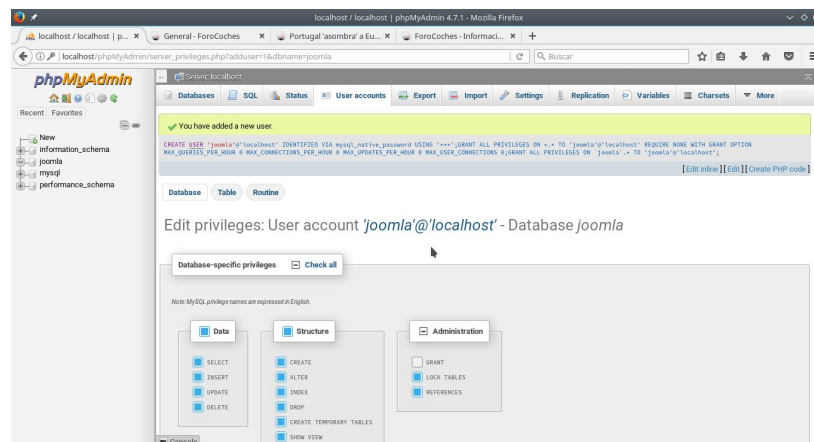 localhost / localhost | phpMyAdmin 4.7.1 - Mozilla Firefox
localhost / localhost | p...
General - ForoCoches
Portugal 'asombra' a Eu...
ForoCoches - Informaci...
localhost/phpMyAdmin/server_privileges.php?adduser=1&dbname=joomla
Buscar
phpMyAdmin
Recent Favorites
New
information_schema
joomla
mysql
performance_schema
Server: localhost
Databases SQL Status User accounts Export Import Settings Replication Variables Charsets More
You have added a new user.
CREATE USER 'joomla'@'localhost' IDENTIFIED VIA mysql_native_password USING '***';GRANT ALL PRIVILEGES ON *.* TO 'joomla'@'localhost' REQUIRE NONE WITH GRANT OPTION
MAX_QUERIES_PER_HOUR 0 MAX_CONNECTIONS_PER_HOUR 0 MAX_UPDATES_PER_HOUR 0 MAX_USER_CONNECTIONS 0;GRANT ALL PRIVILEGES ON `joomla`.* TO 'joomla'@'localhost';
[ Edit inline ] [ Edit ] [ Create PHP code ]
Database Table Routine
Edit privileges: User account 'joomla'@'localhost' - Database joomla
Database-specific privileges Check all
Note: MySQL privilege names are expressed in English.
Data
SELECT
INSERT
UPDATE
DELETE
Structure
CREATE
ALTER
INDEX
DROP
CREATE TEMPORARY TABLES
SHOW VIEW
Administration
GRANT
LOCK TABLES
REFERENCES
Console